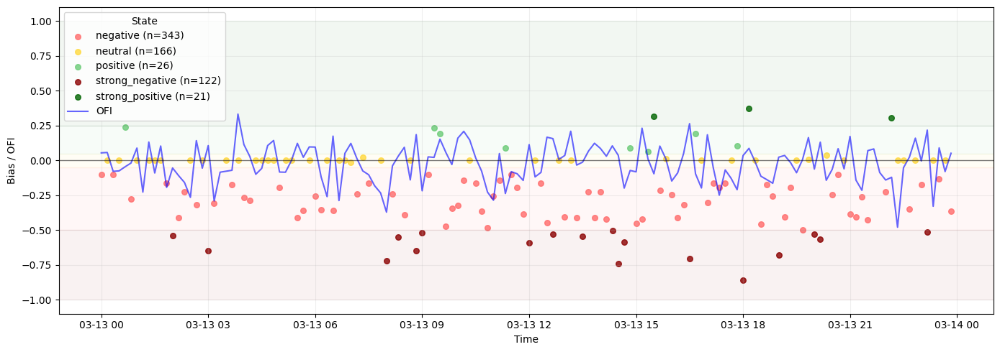 1.00
0.75
0.50
0.25
0.00
−0.25
−0.50
−0.75
−1.00
Bias / OFI
State
negative (n=343)
neutral (n=166)
positive (n=26)
strong_negative (n=122)
strong_positive (n=21)
OFI
03-13 00
03-13 03
03-13 06
03-13 09
03-13 12
03-13 15
03-13 18
03-13 21
03-14 00
Time